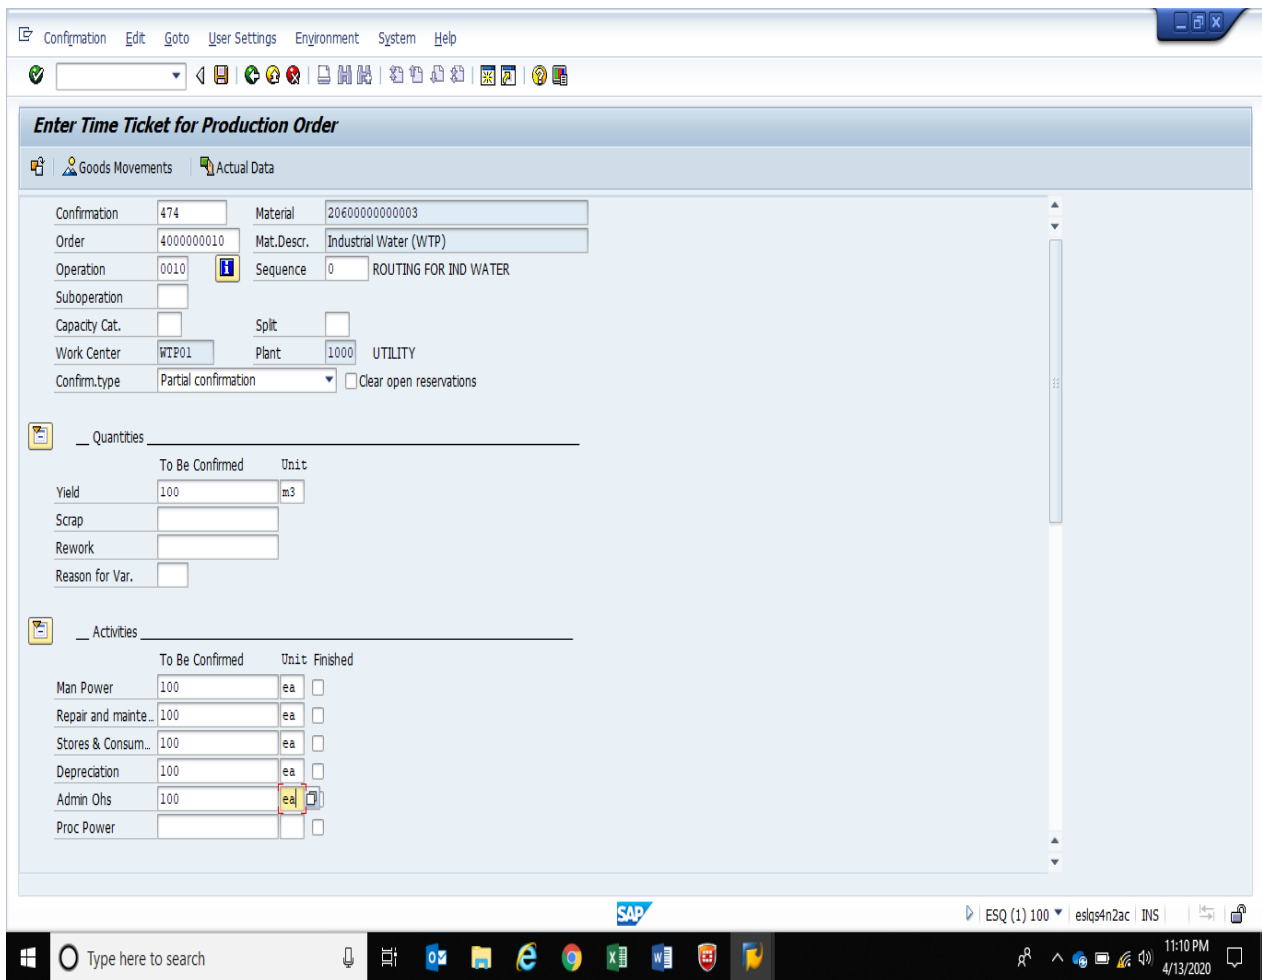 Confirmation Edit Goto User Settings Environment System Help
Enter Time Ticket for Production Order
Goods Movements Actual Data
Confirmation 474 Material 20600000000003
Order 4000000010 Mat.Descr. Industrial Water (WTP)
Operation 0010 Sequence 0 ROUTING FOR IND WATER
Suboperation
Capacity Cat. Split
Work Center WTP01 Plant 1000 UTILITY
Confirm.type Partial confirmation Clear open reservations
Quantities
To Be Confirmed Unit
Yield 100 m3
Scrap
Rework
Reason for Var.
Activities
To Be Confirmed Unit Finished
Man Power 100 ea
Repair and mainte... 100 ea
Stores & Consum... 100 ea
Depreciation 100 ea
Admin Ohs 100 ea
Proc Power
SAP ESQ (1) 100 eslqs4n2ac INS
Type here to search
11:10 PM
4/13/2020